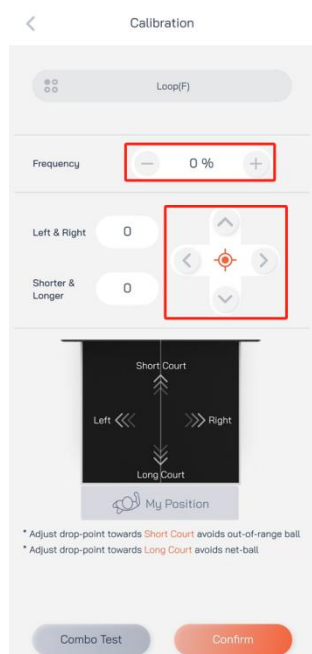 Calibration
Loop(F)
Frequency
0 %
Left & Right
0
Shorter &
Longer
0
Short Court
Left
Right
Long Court
My Position
* Adjust drop-point towards Short Court avoids out-of-range ball
* Adjust drop-point towards Long Court avoids net-ball
Combo Test
Confirm